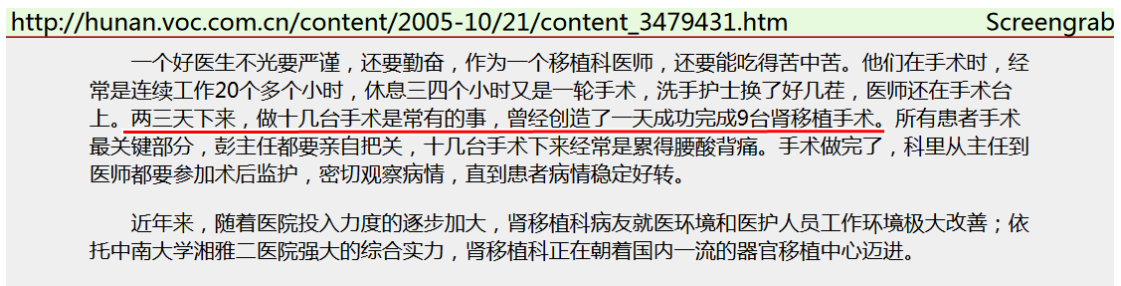 http://hunan.voc.com.cn/content/2005-10/21/content_3479431.htm Screengrab
一个好医生不光要严谨，还要勤奋，作为一个移植科医师，还要能吃得苦中苦。他们在手术时，经
常是连续工作20个多个小时，休息三四个小时又是一轮手术，洗手护士换了好几茬，医师还在手术台
上。两三天下来，做十几台手术是常有的事，曾经创造了一天成功完成9台肾移植手术。所有患者手术
最关键部分，彭主任都要亲自把关，十几台手术下来经常是累得腰酸背痛。手术做完了，科里从主任到
医师都要参加术后监护，密切观察病情，直到患者病情稳定好转。
近年来，随着医院投入力度的逐步加大，肾移植科病友就医环境和医护人员工作环境极大改善；依
托中南大学湘雅二医院强大的综合实力，肾移植科正在朝着国内一流的器官移植中心迈进。